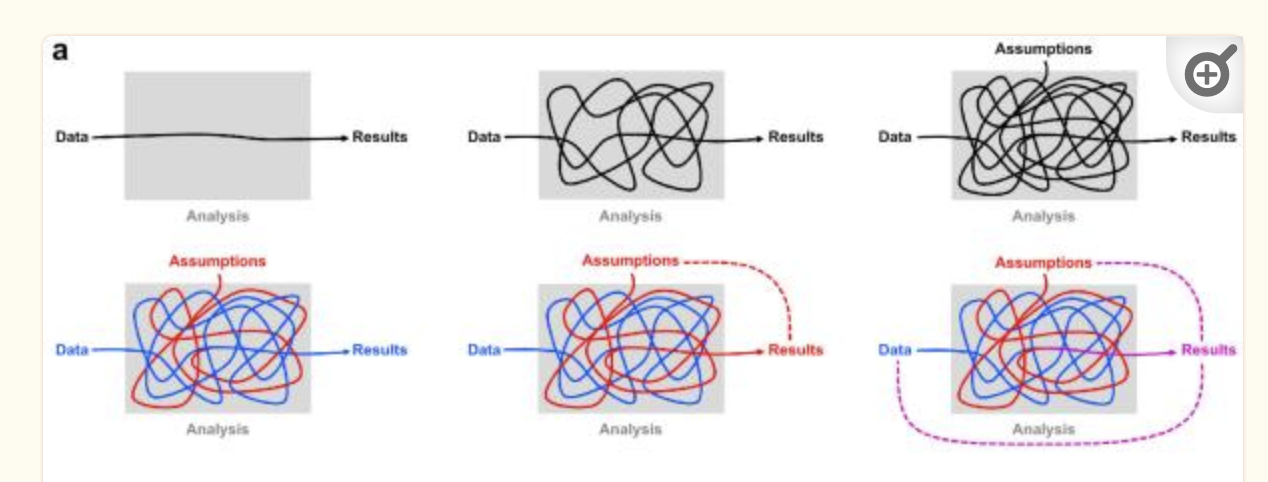 a
Assumptions
Data Results Data Results Data Results
Analysis Analysis Analysis
Assumptions Assumptions Assumptions
Data Results Data Results Data Results
Analysis Analysis Analysis